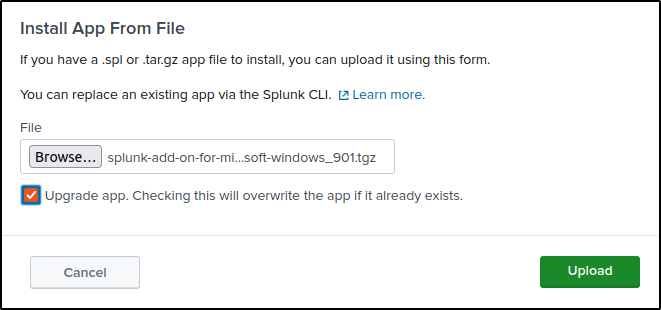 Install App From File
If you have a .spl or .tar.gz app file to install, you can upload it using this form.
You can replace an existing app via the Splunk CLI. Learn more.
File
Browse... splunk-add-on-for-mi...soft-windows_901.tgz
Upgrade app. Checking this will overwrite the app if it already exists.
Cancel Upload